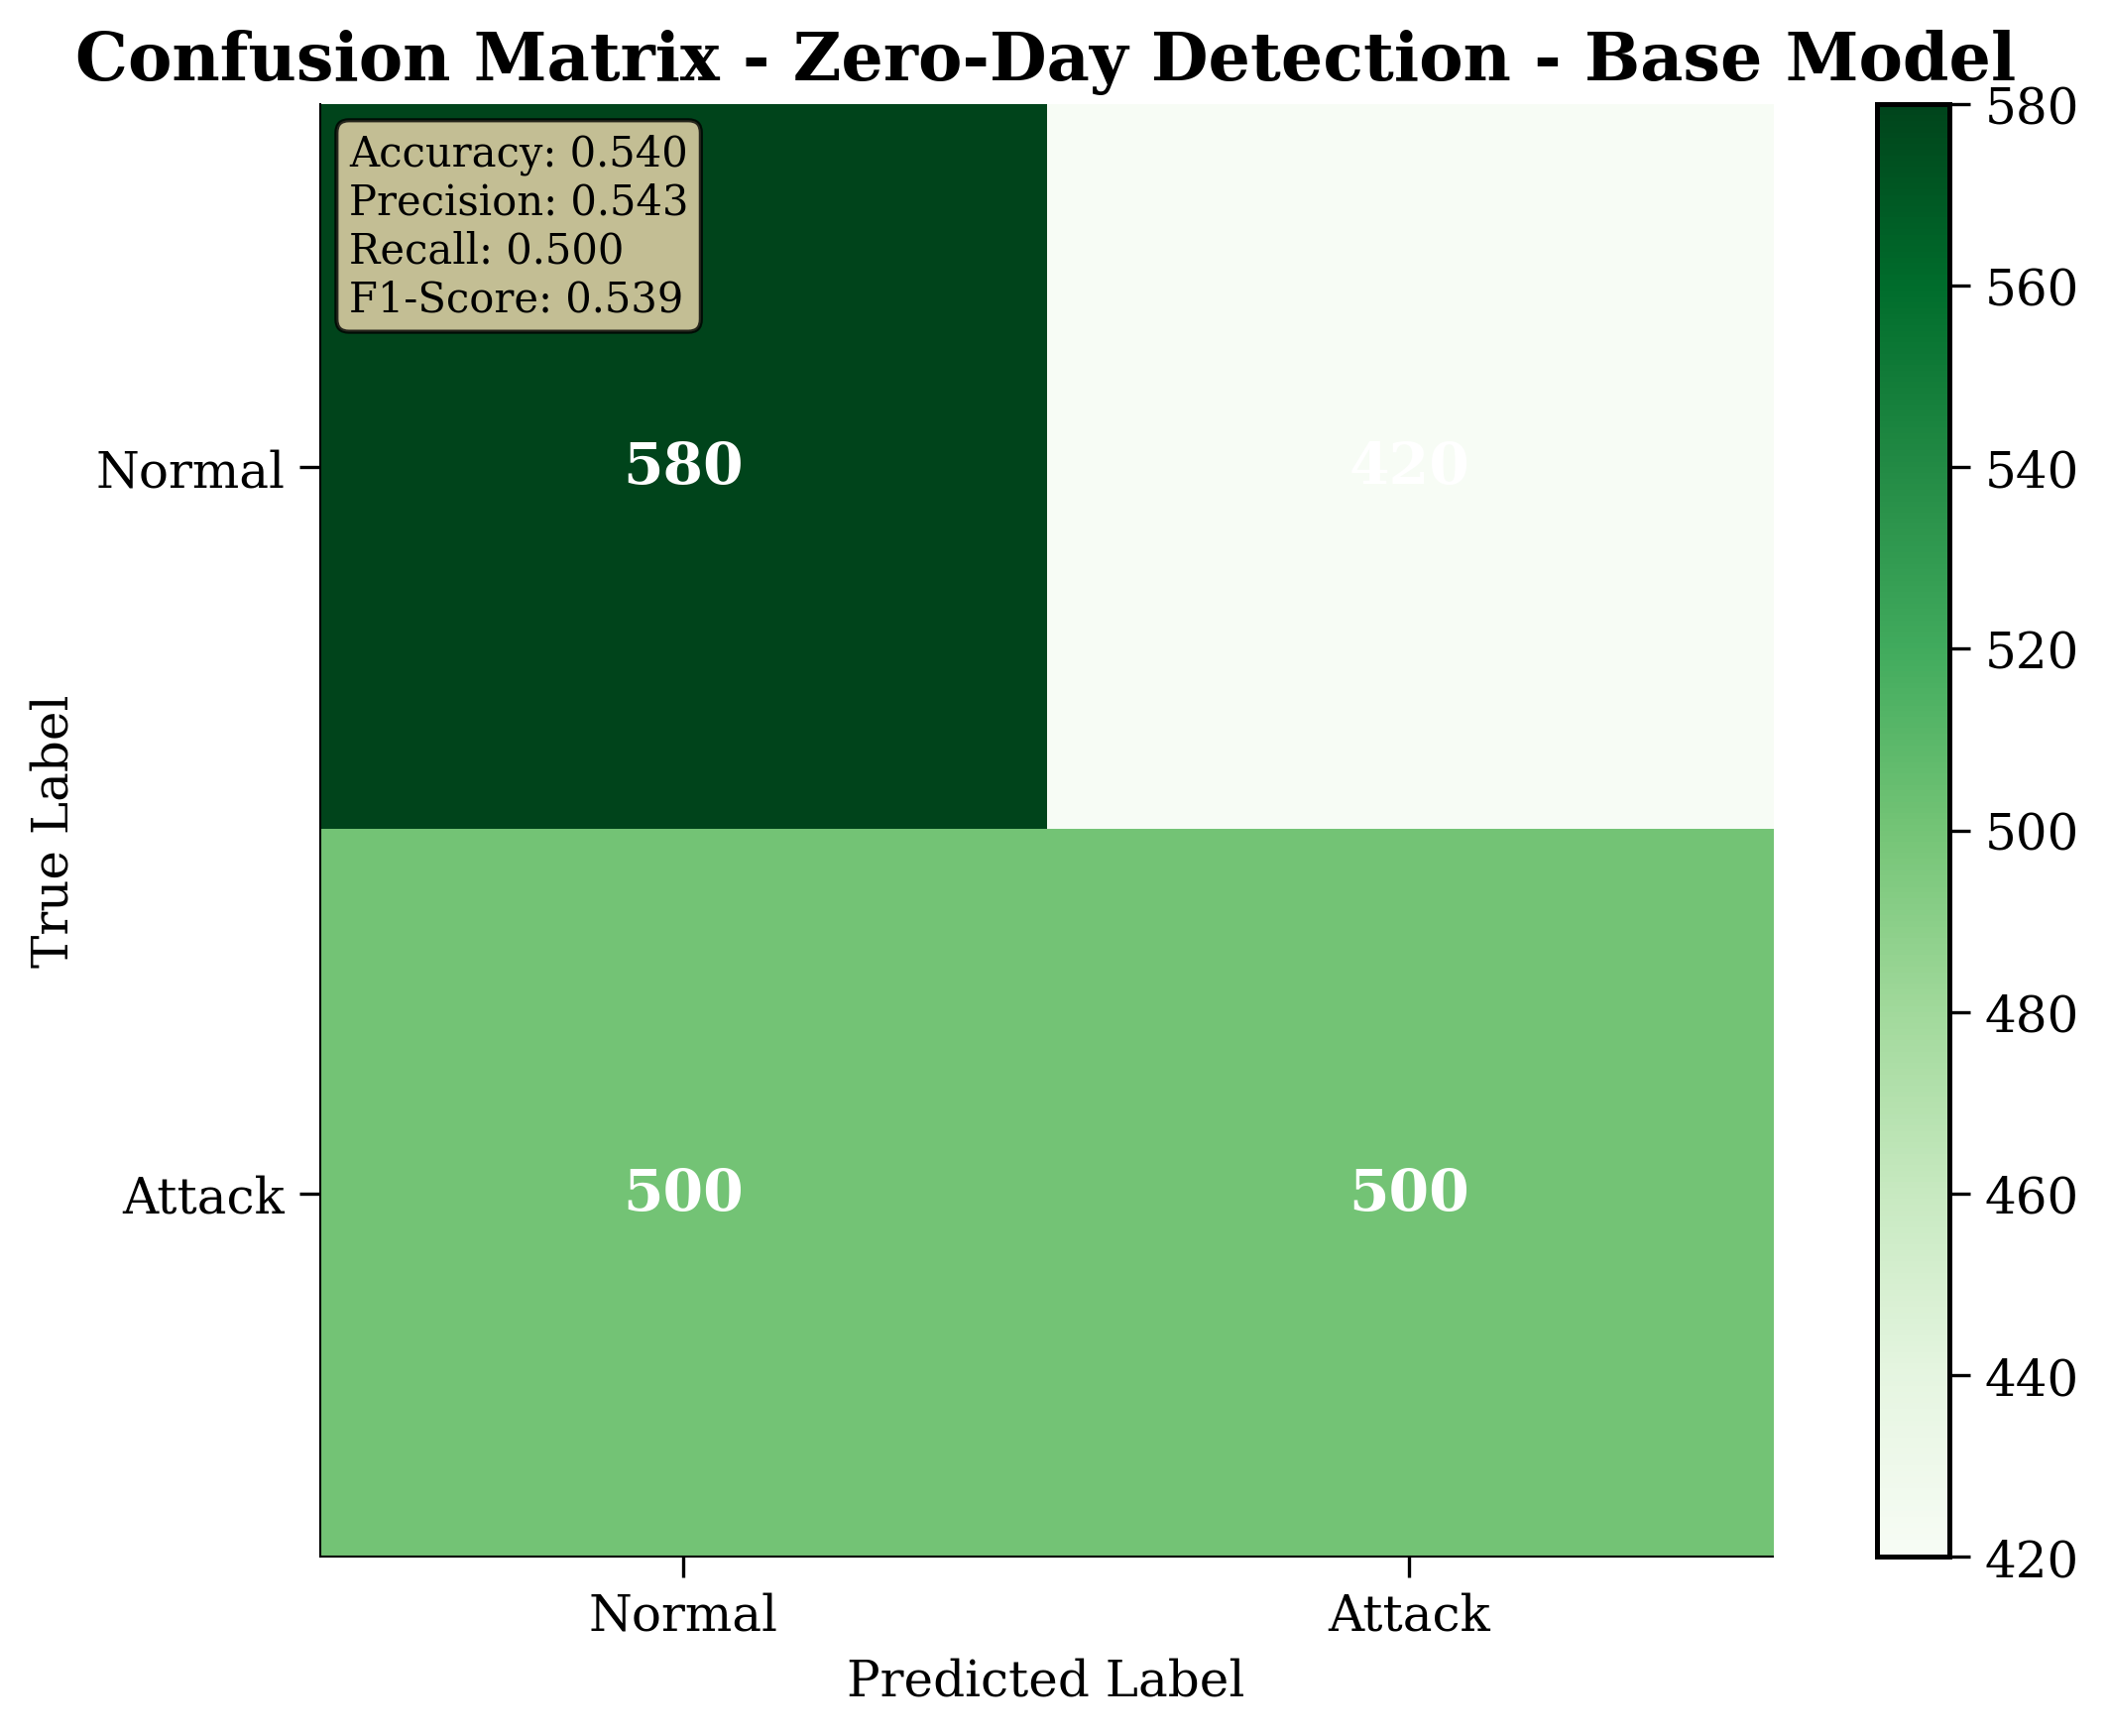 Confusion Matrix - Zero-Day Detection - Base Model
Accuracy: 0.540
Precision: 0.543
Recall: 0.500
F1-Score: 0.539
580
420
500
500
Normal
Attack
True Label
Normal
Attack
Predicted Label
580
560
540
520
500
480
460
440
420